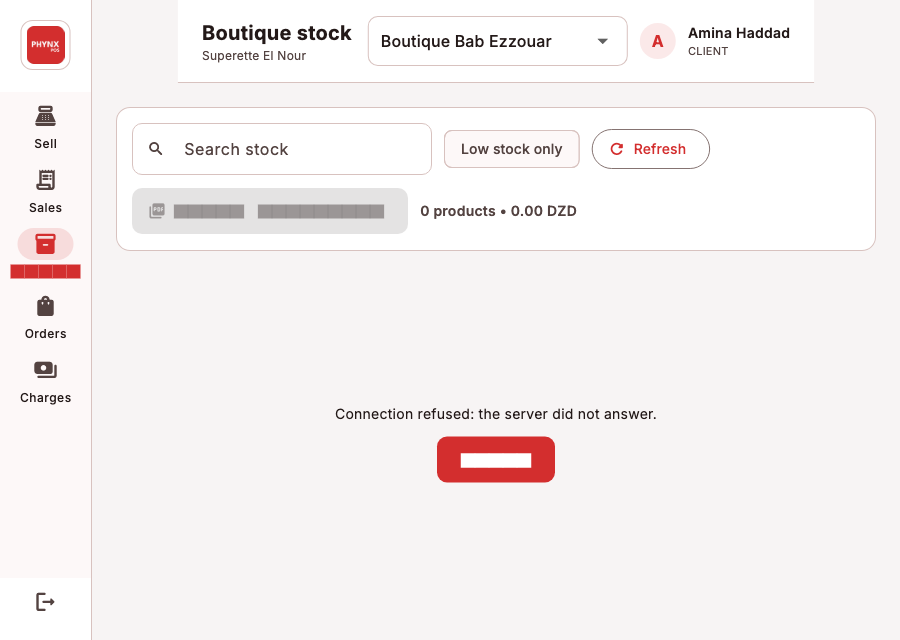 Boutique stock
Superette El Nour
Boutique Bab Ezzouar
A
Amina Haddad
CLIENT
PHYNX
POS
Sell
Sales
Orders
Charges
Search stock
Low stock only
Refresh
PDF
0 products • 0.00 DZD
Connection refused: the server did not answer.